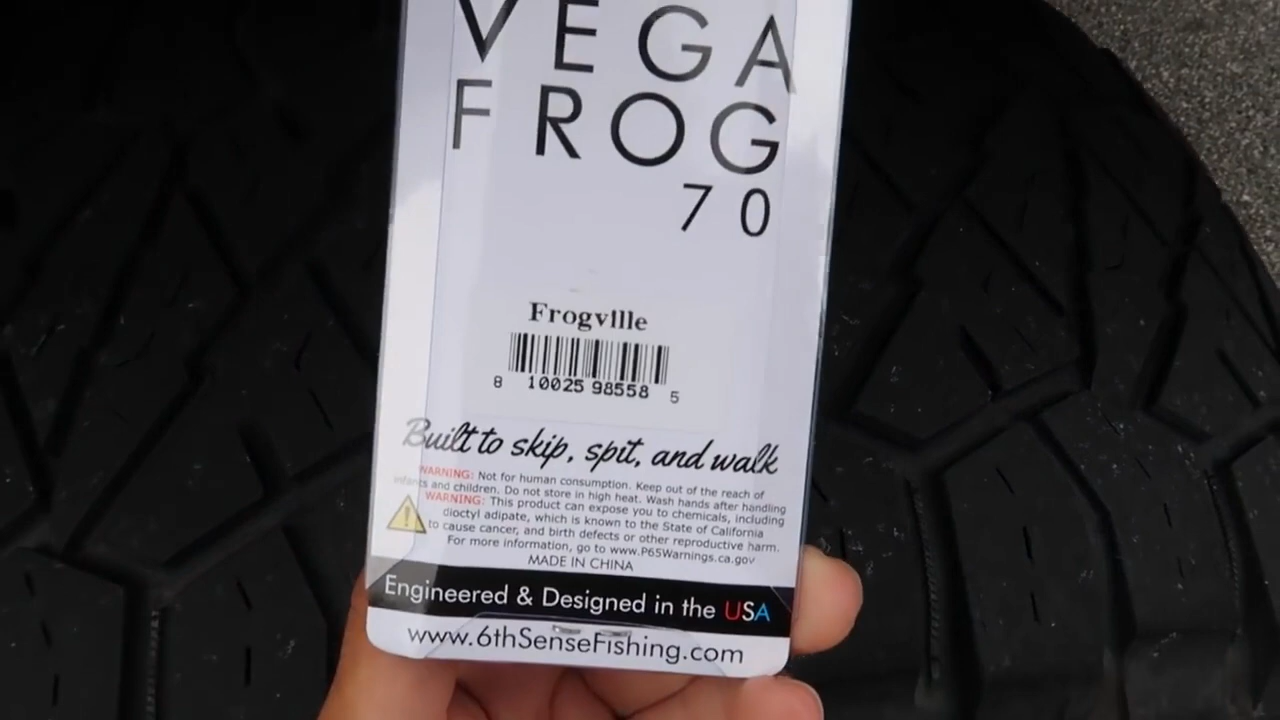 VEGA
FROG
70
Frogville
8 10025 98558 5
Built to skip, spit, and walk
WARNING: Not for human consumption. Keep out of the reach of
infants and children. Do not store in high heat. Wash hands after handling
WARNING: This product can expose you to chemicals, including
dioctyl adipate, which is known to the State of California
to cause cancer, and birth defects or other reproductive harm.
For more information, go to www.P65Warnings.ca.gov
MADE IN CHINA
Engineered & Designed in the USA
www.6thSenseFishing.com